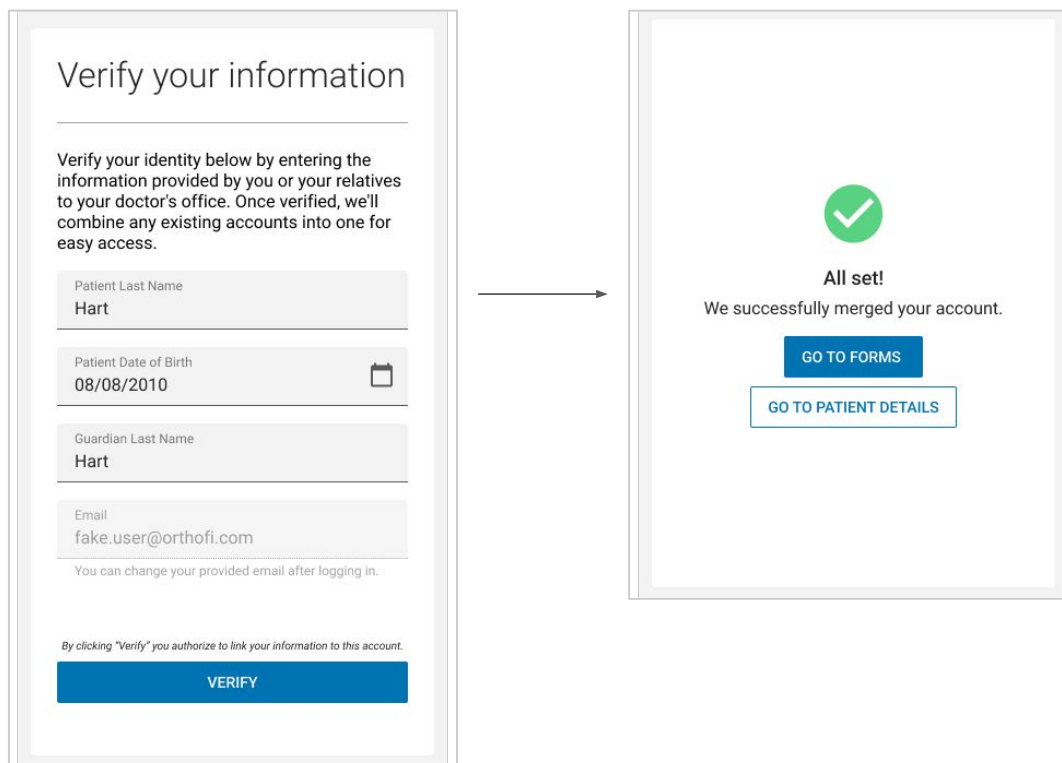 Verify your information
Verify your identity below by entering the
information provided by you or your relatives
to your doctor's office. Once verified, we'll
combine any existing accounts into one for
easy access.
Patient Last Name
Hart
Patient Date of Birth
08/08/2010
Guardian Last Name
Hart
Email
fake.user@orthofi.com
You can change your provided email after logging in.
By clicking "Verify" you authorize to link your information to this account.
VERIFY
All set!
We successfully merged your account.
GO TO FORMS
GO TO PATIENT DETAILS